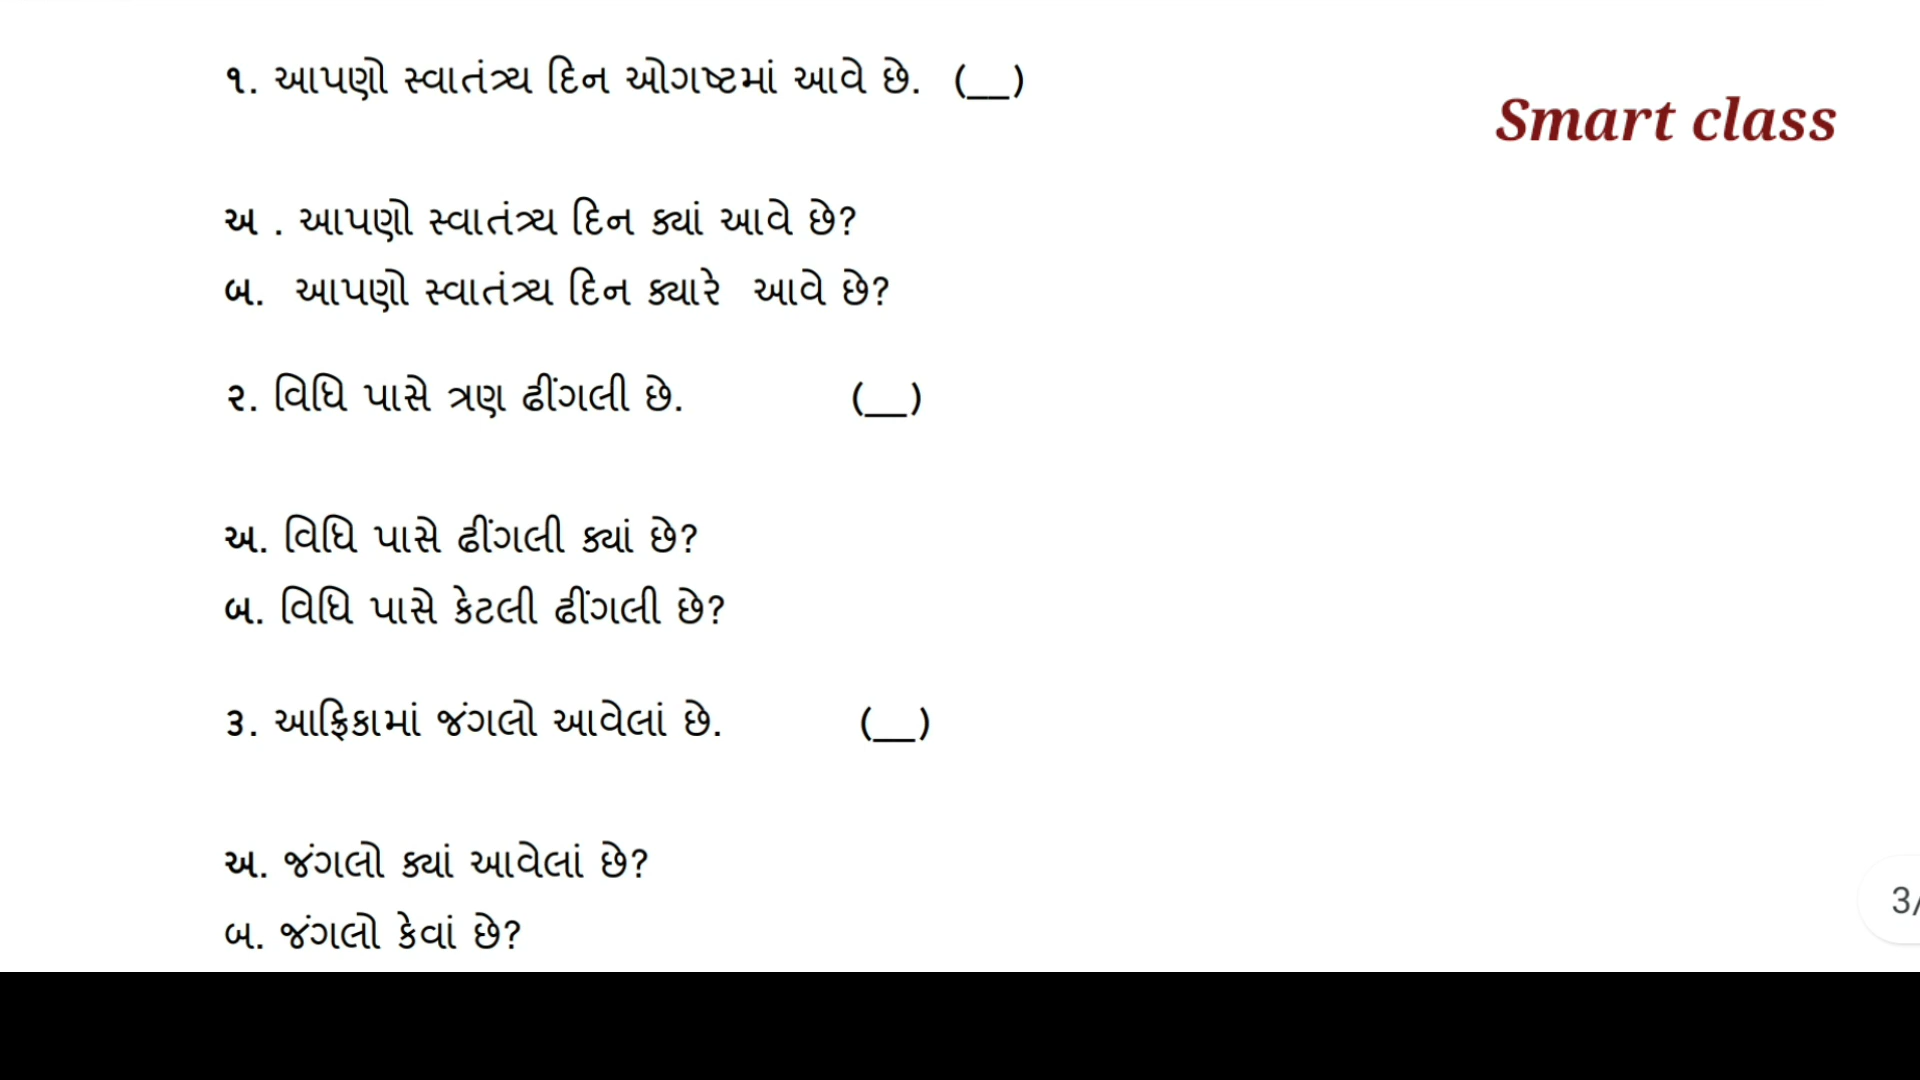 ૧. આપણો સ્વાતંત્ર્ય દિન ઓગષ્ટમાં આવે છે. (__)
Smart class
અ . આપણો સ્વાતંત્ર્ય દિન ક્યાં આવે છે?
બ. આપણો સ્વાતંત્ર્ય દિન ક્યારે આવે છે?
૨. વિધિ પાસે ત્રણ ઢીંગલી છે. (__)
અ. વિધિ પાસે ઢીંગલી ક્યાં છે?
બ. વિધિ પાસે કેટલી ઢીંગલી છે?
૩. આફ્રિકામાં જંગલો આવેલાં છે. (__)
અ. જંગલો ક્યાં આવેલાં છે?
3/
બ. જંગલો કેવાં છે?